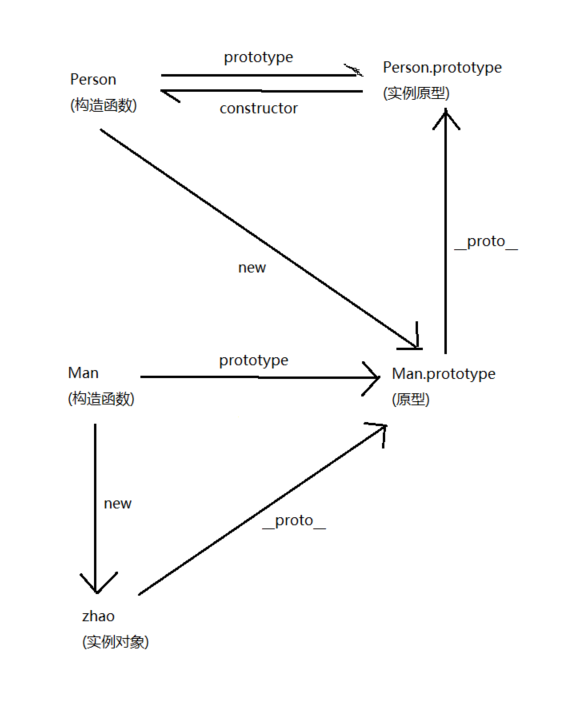 prototype
Person
(构造函数)
Person.prototype
(实例原型)
constructor
__proto__
new
prototype
Man
(构造函数)
Man.prototype
(原型)
new
__proto__
zhao
(实例对象)